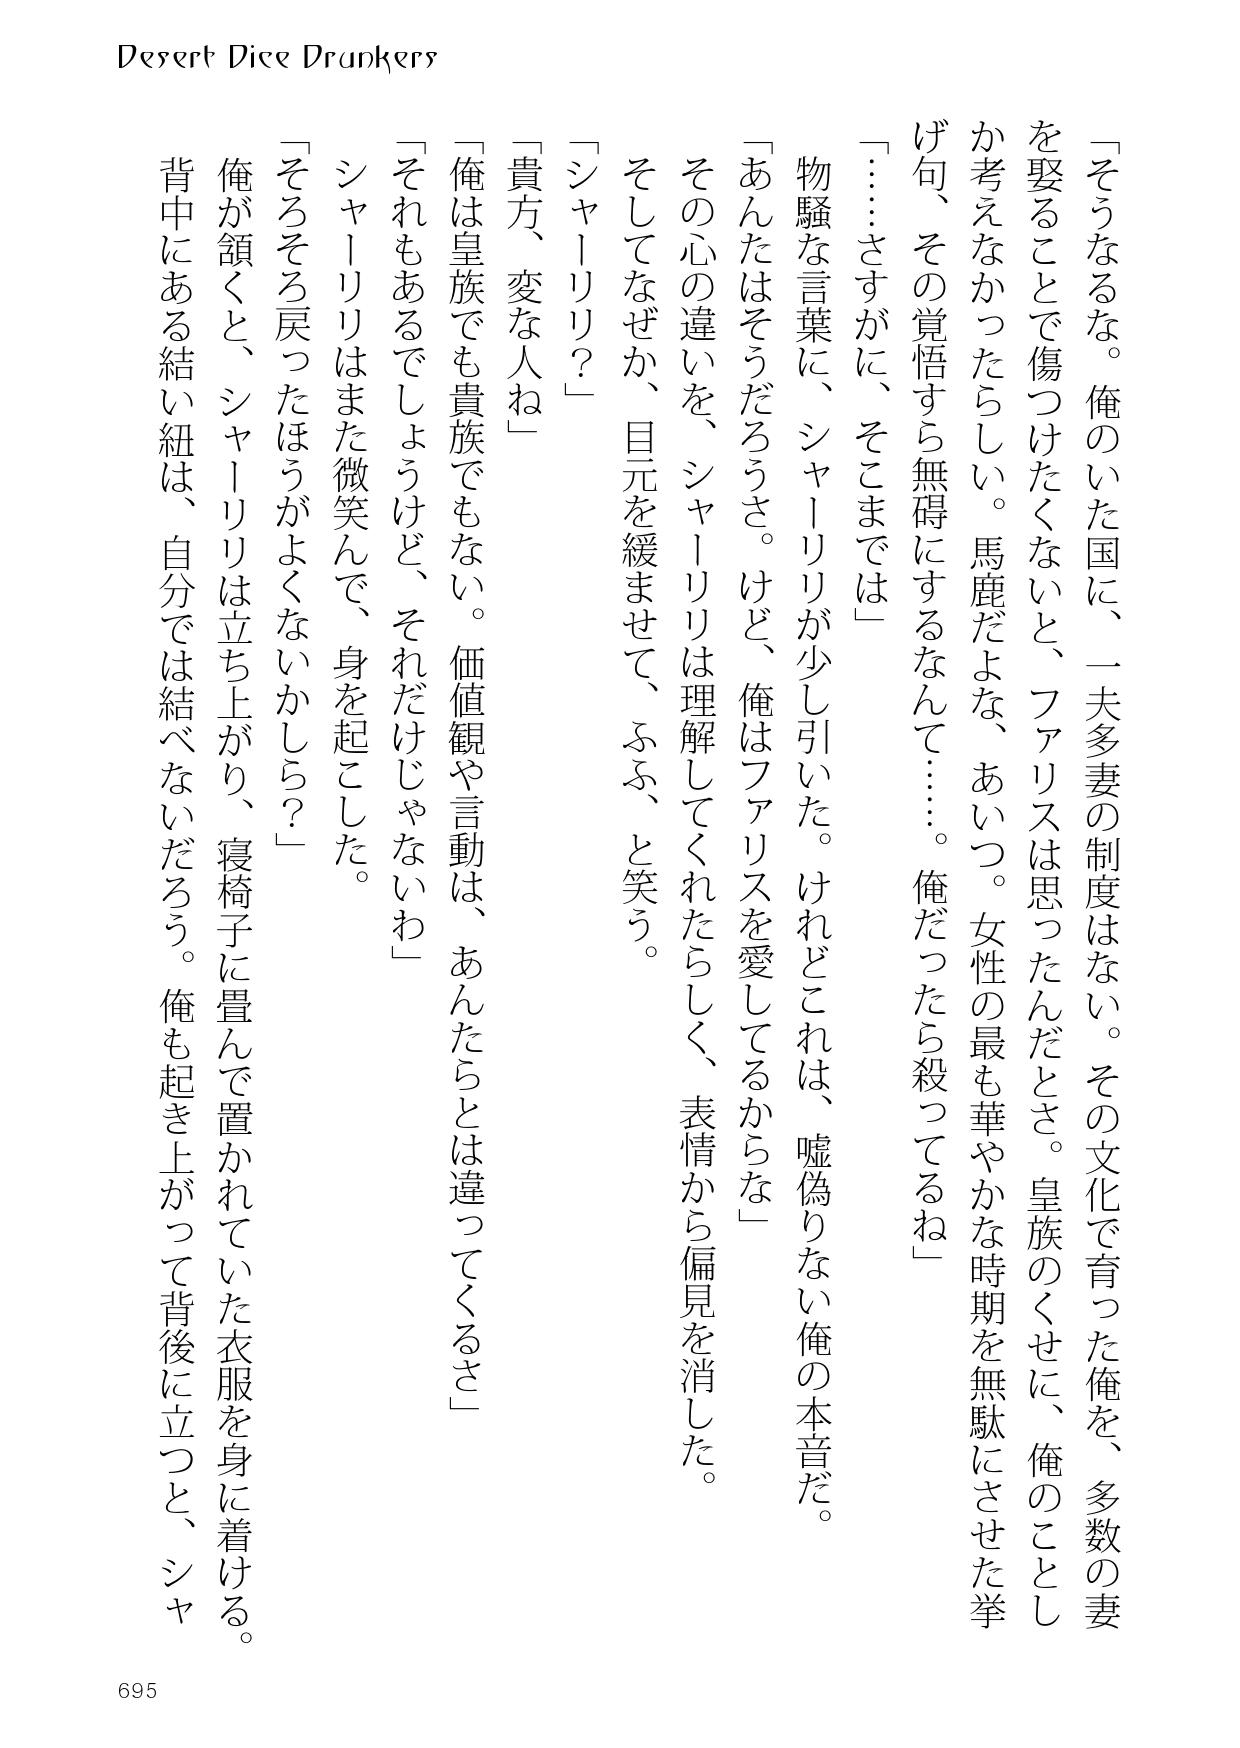 Desert Dice Drunkers
「そうなるな。俺のいた国に、一夫多妻の制度はない。その文化で育った俺を、多数の妻
を娶ることで傷つけたくないと、ファリスは思ったんだとさ。皇族のくせに、俺のことし
か考えなかったらしい。馬鹿だよな、あいつ。女性の最も華やかな時期を無駄にさせた挙
げ句、その覚悟すら無碍にするなんて……。俺だったら殺ってるね」
「……さすがに、そこまでは」
物騒な言葉に、シャーリリが少し引いた。けれどこれは、嘘偽りない俺の本音だ。
「あんたはそうだろうさ。けど、俺はファリスを愛してるからな」
その心の違いを、シャーリリは理解してくれたらしく、表情から偏見を消した。
そしてなぜか、目元を緩ませて、ふふ、と笑う。
「シャーリリ？」
「貴方、変な人ね」
「俺は皇族でも貴族でもない。価値観や言動は、あんたらとは違ってくるさ」
「それもあるでしょうけど、それだけじゃないわ」
シャーリリはまた微笑んで、身を起こした。
「そろそろ戻ったほうがよくないかしら？」
俺が頷くと、シャーリリは立ち上がり、寝椅子に畳んで置かれていた衣服を身に着ける。
背中にある結い紐は、自分では結べないだろう。俺も起き上がって背後に立つと、シャ
695